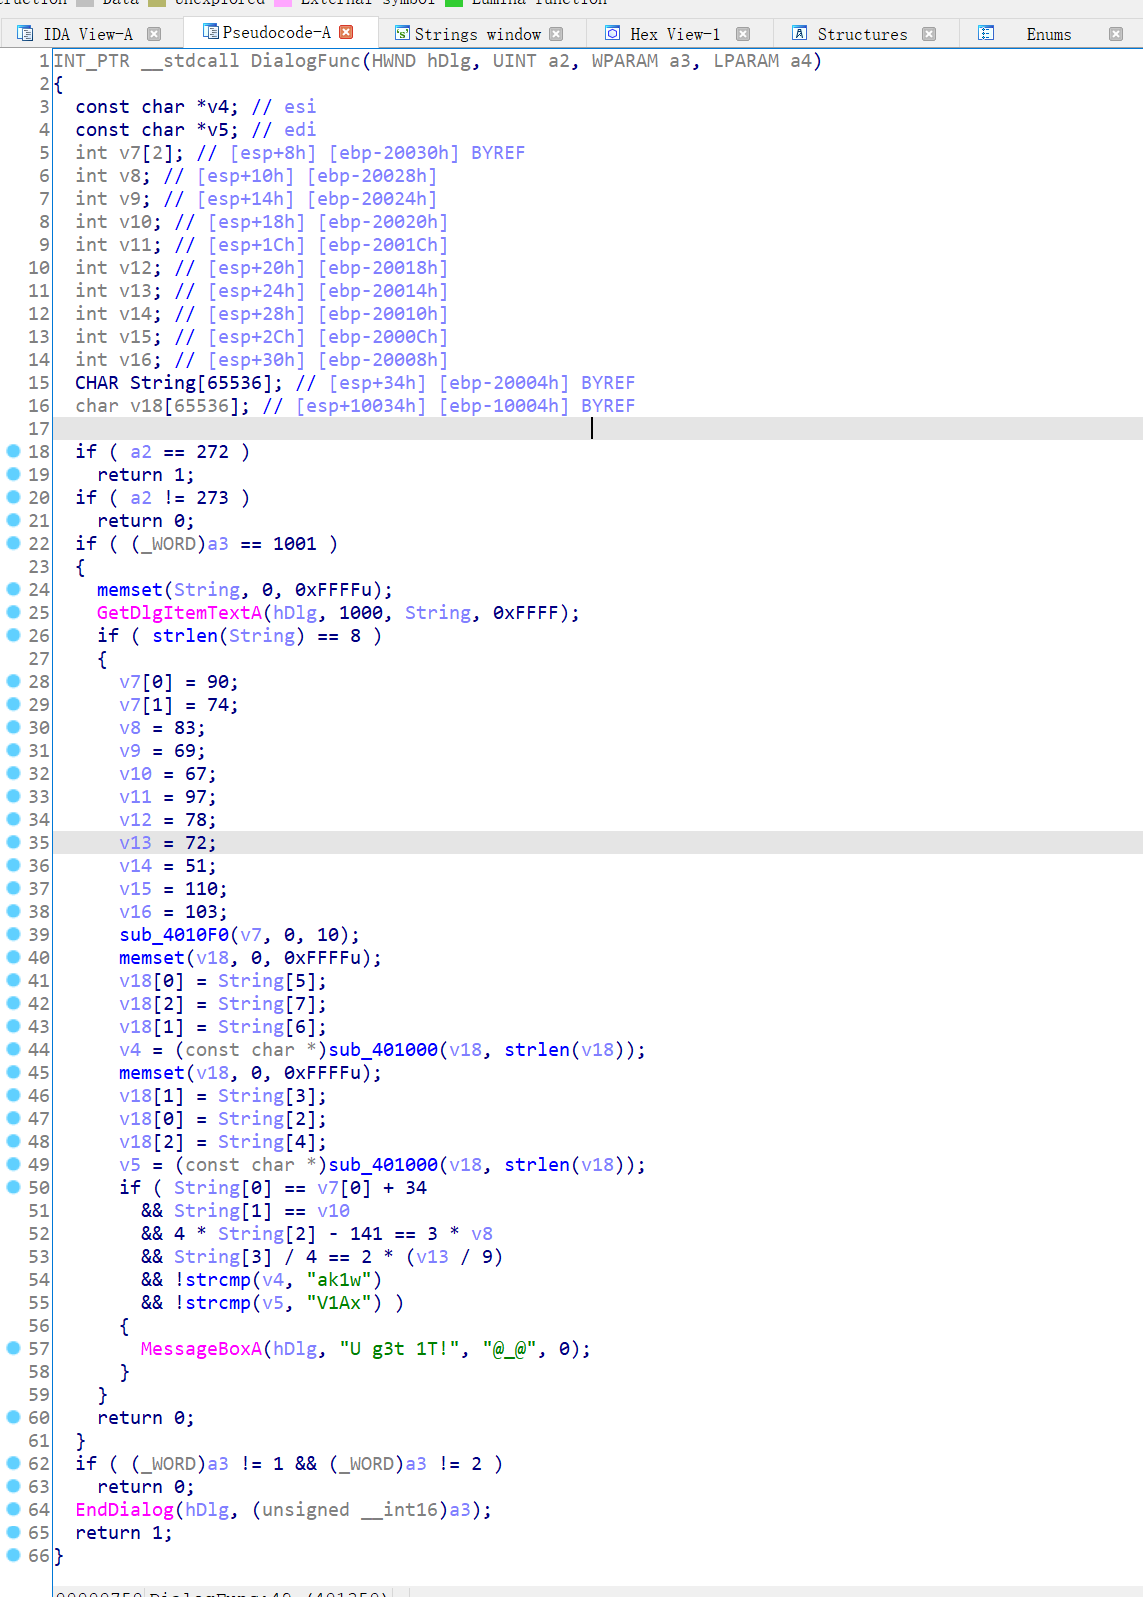 Data Unexplored External symbol Lumina function
IDA View-A Pseudocode-A Strings window Hex View-1 Structures Enums
1 INT_PTR __stdcall DialogFunc(HWND hDlg, UINT a2, WPARAM a3, LPARAM a4)
2 {
3 const char *v4; // esi
4 const char *v5; // edi
5 int v7[2]; // [esp+8h] [ebp-20030h] BYREF
6 int v8; // [esp+10h] [ebp-20028h]
7 int v9; // [esp+14h] [ebp-20024h]
8 int v10; // [esp+18h] [ebp-20020h]
9 int v11; // [esp+1Ch] [ebp-2001Ch]
10 int v12; // [esp+20h] [ebp-20018h]
11 int v13; // [esp+24h] [ebp-20014h]
12 int v14; // [esp+28h] [ebp-20010h]
13 int v15; // [esp+2Ch] [ebp-2000Ch]
14 int v16; // [esp+30h] [ebp-20008h]
15 CHAR String[65536]; // [esp+34h] [ebp-20004h] BYREF
16 char v18[65536]; // [esp+10034h] [ebp-10004h] BYREF
17
18 if ( a2 == 272 )
19 return 1;
20 if ( a2 != 273 )
21 return 0;
22 if ( (_WORD)a3 == 1001 )
23 {
24 memset(String, 0, 0xFFFFu);
25 GetDlgItemTextA(hDlg, 1000, String, 0xFFFF);
26 if ( strlen(String) == 8 )
27 {
28 v7[0] = 90;
29 v7[1] = 74;
30 v8 = 83;
31 v9 = 69;
32 v10 = 67;
33 v11 = 97;
34 v12 = 78;
35 v13 = 72;
36 v14 = 51;
37 v15 = 110;
38 v16 = 103;
39 sub_4010F0(v7, 0, 10);
40 memset(v18, 0, 0xFFFFu);
41 v18[0] = String[5];
42 v18[2] = String[7];
43 v18[1] = String[6];
44 v4 = (const char *)sub_401000(v18, strlen(v18));
45 memset(v18, 0, 0xFFFFu);
46 v18[1] = String[3];
47 v18[0] = String[2];
48 v18[2] = String[4];
49 v5 = (const char *)sub_401000(v18, strlen(v18));
50 if ( String[0] == v7[0] + 34
51 && String[1] == v10
52 && 4 * String[2] - 141 == 3 * v8
53 && String[3] / 4 == 2 * (v13 / 9)
54 && !strcmp(v4, "ak1w")
55 && !strcmp(v5, "V1Ax") )
56 {
57 MessageBoxA(hDlg, "U g3t 1T!", "@_@", 0);
58 }
59 }
60 return 0;
61 }
62 if ( (_WORD)a3 != 1 && (_WORD)a3 != 2 )
63 return 0;
64 EndDialog(hDlg, (unsigned __int16)a3);
65 return 1;
66 }